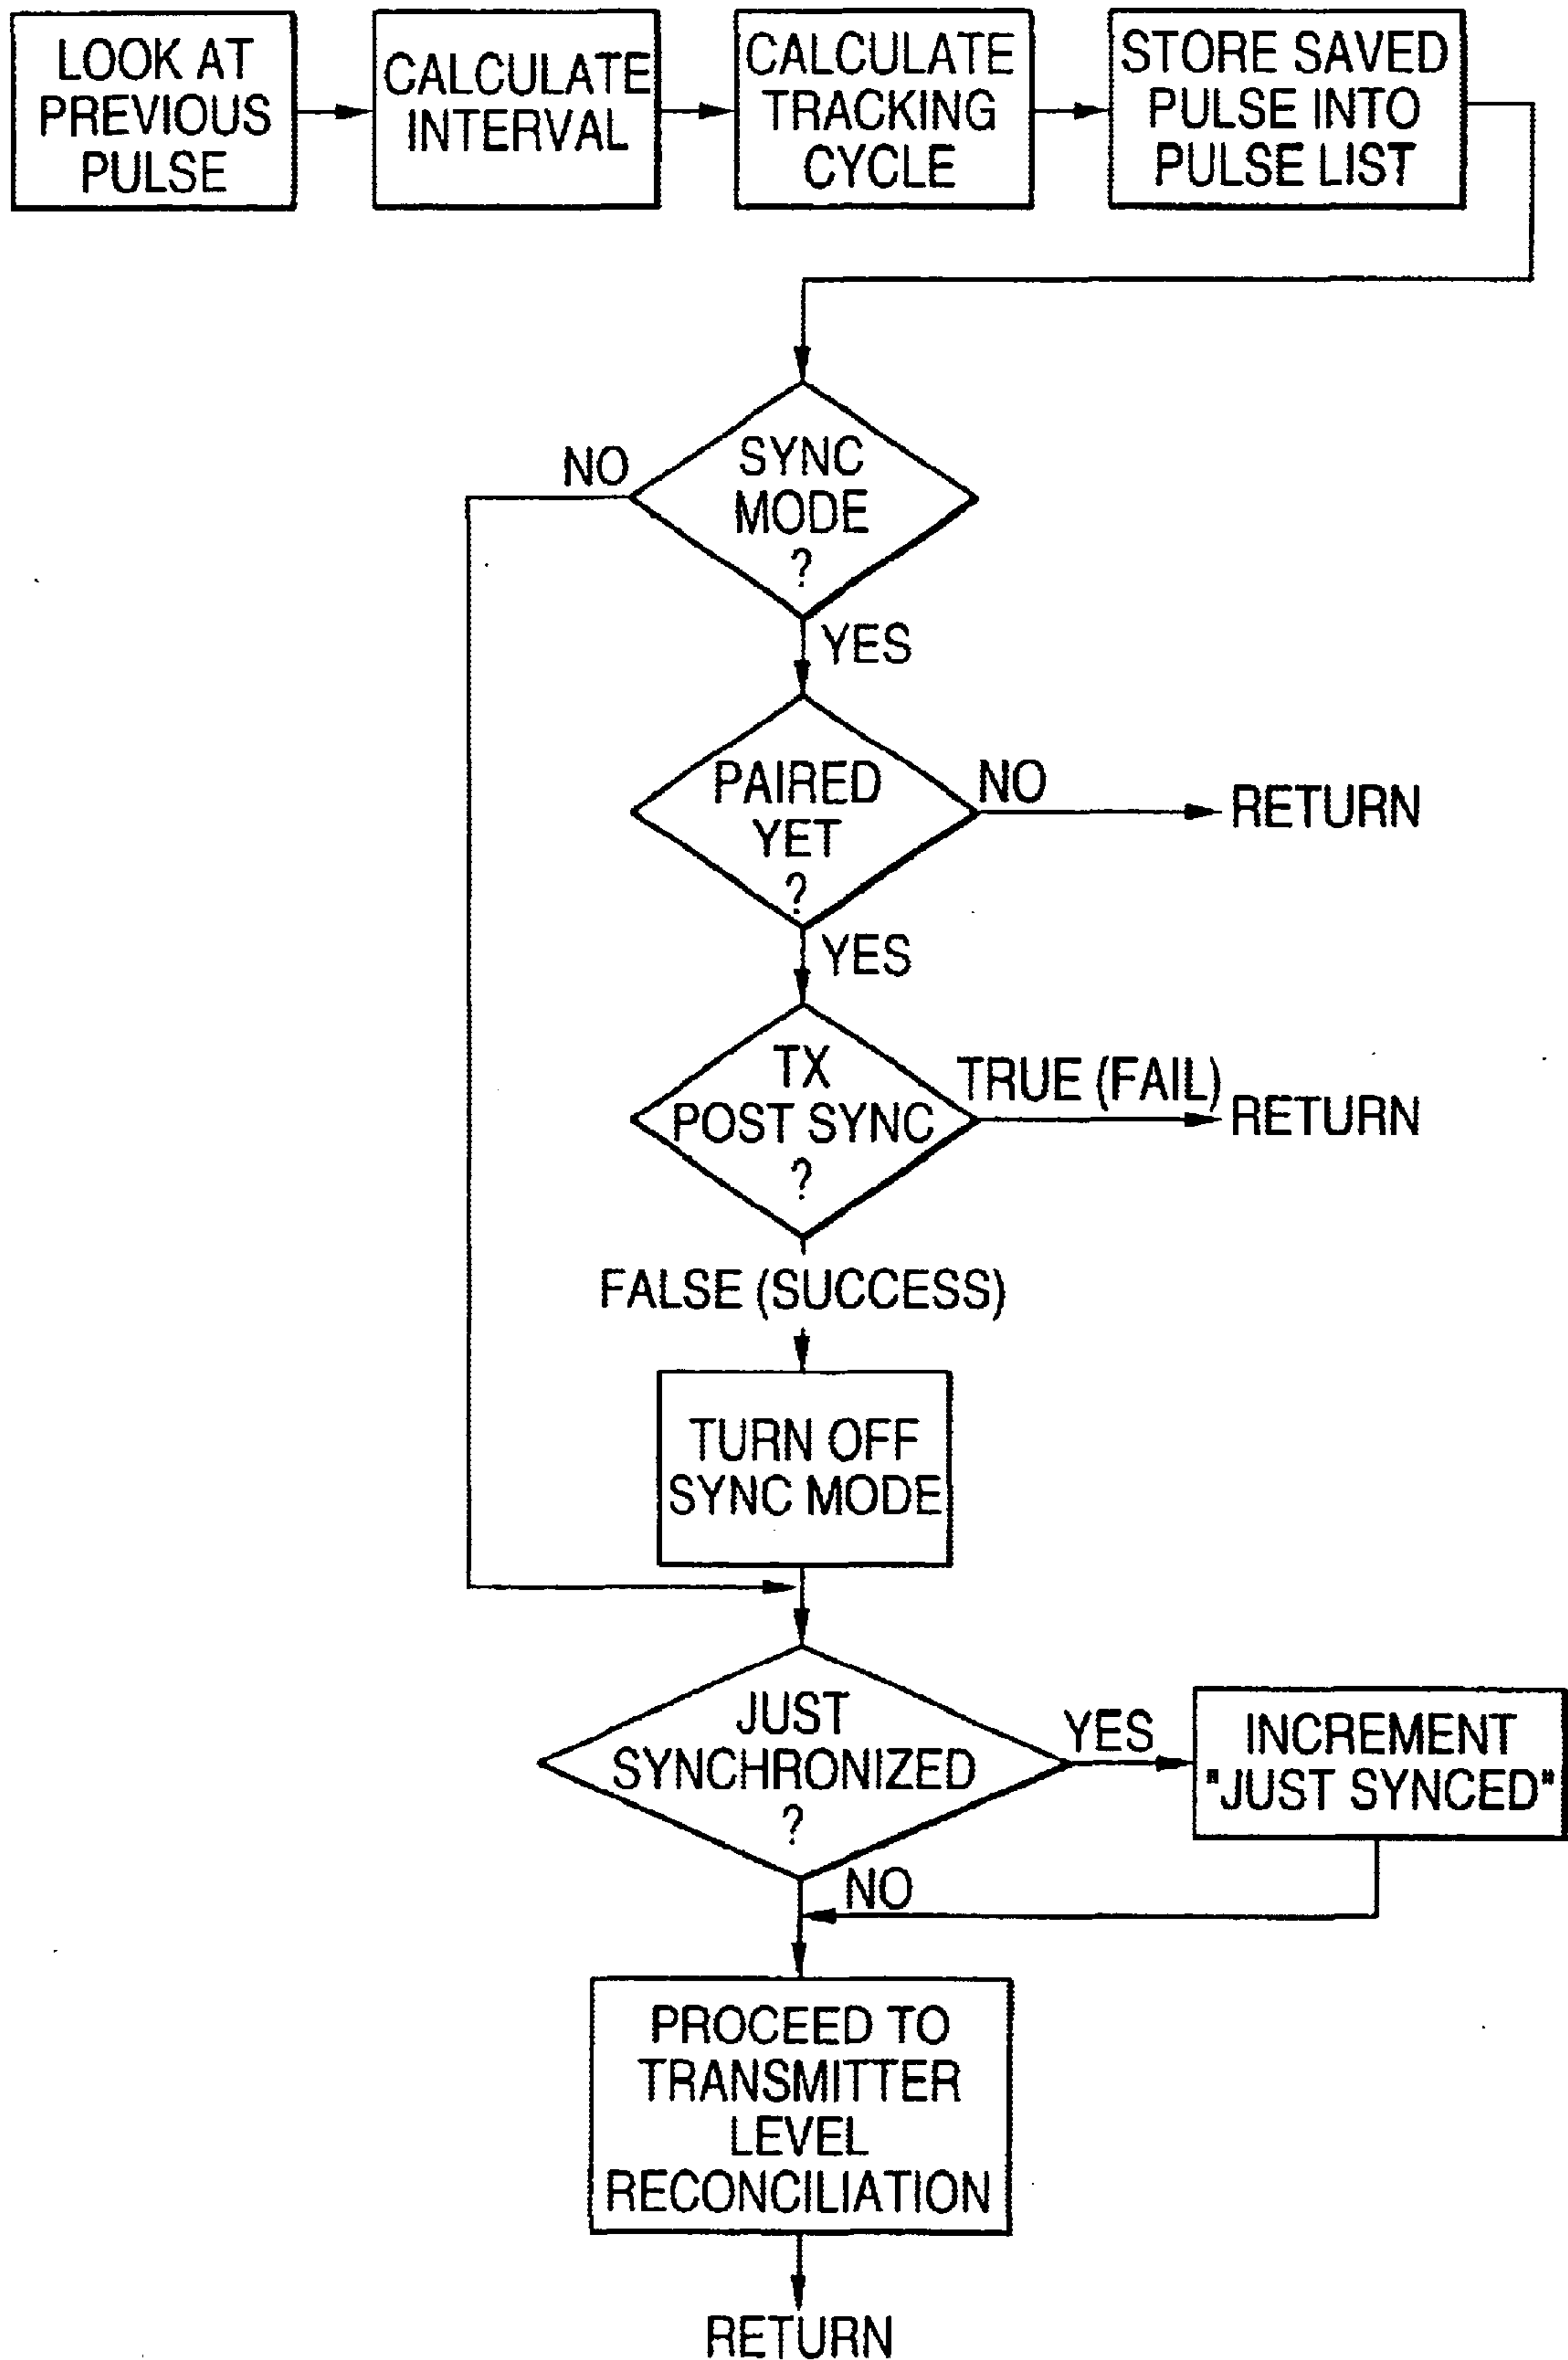 LOOK AT
PREVIOUS
PULSE
CALCULATE
INTERVAL
CALCULATE
TRACKING
CYCLE
STORE SAVED
PULSE INTO
PULSE LIST
SYNC
MODE
?
NO
YES
PAIRED
YET
?
NO
RETURN
YES
TX
POST SYNC
?
TRUE (FAIL)
RETURN
FALSE (SUCCESS)
TURN OFF
SYNC MODE
JUST
SYNCHRONIZED
?
YES
INCREMENT
"JUST SYNCED"
NO
PROCEED TO
TRANSMITTER
LEVEL
RECONCILIATION
RETURN